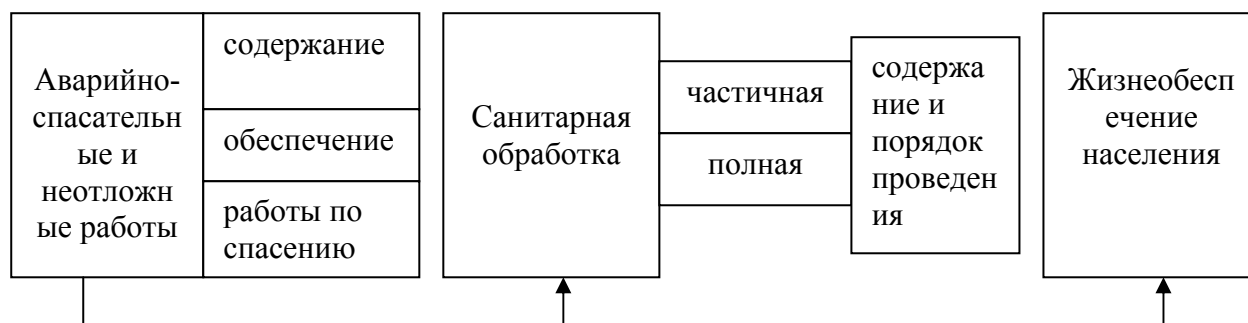 Аварийно-
спасательн
ые и
неотложн
ые работы
содержание
обеспечение
работы по
спасению
Санитарная
обработка
частичная
полная
содержа
ние и
порядок
проведен
ия
Жизнеобесп
ечение
населения